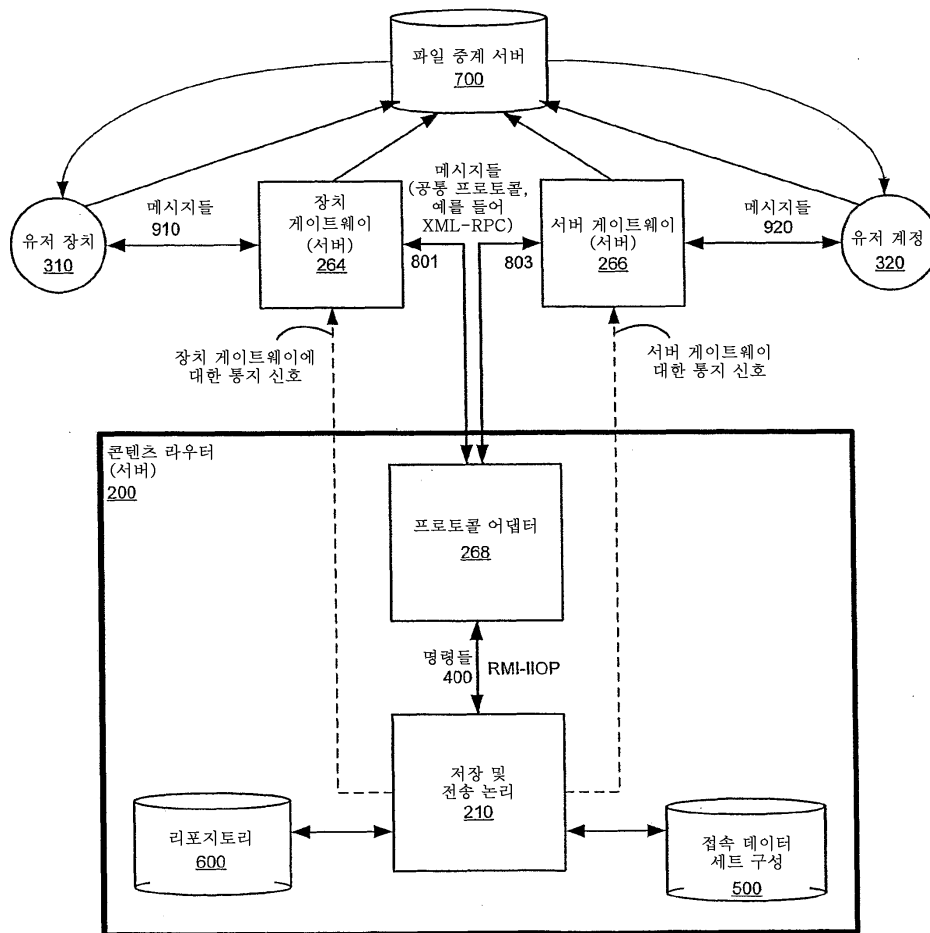 파일 중계 서버
700
메시지들
(공통 프로토콜,
예를 들어
XML-RPC)
801
803
유저 장치
310
메시지들
910
장치
게이트웨이
(서버)
264
서버 게이트웨이
(서버)
266
메시지들
920
유저 계정
320
장치 게이트웨이에
대한 통지 신호
서버 게이트웨이
대한 통지 신호
콘텐츠 라우터
(서버)
200
프로토콜 어댑터
268
명령들
400
RMI-IIOP
저장 및
전송 논리
210
리포지토리
600
접속 데이터
세트 구성
500